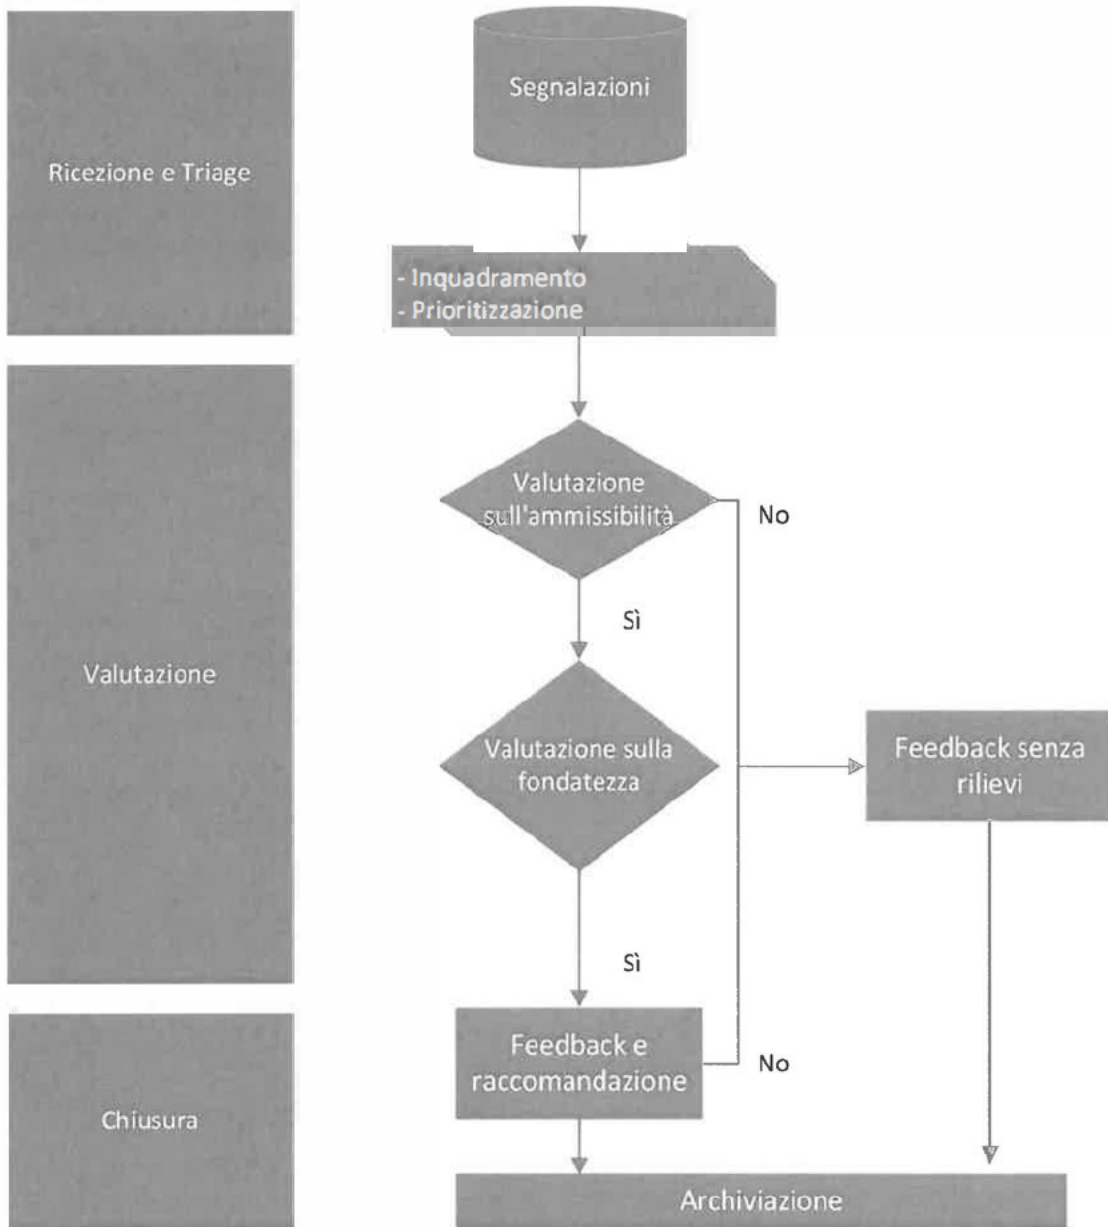 Segnalazioni
Ricezione e Triage
- Inquadramento
- Prioritizzazione
Valutazione
sull'ammissibilità
No
Sì
Valutazione
Valutazione sulla
fondatezza
Feedback senza
rilievi
Sì
Feedback e
raccomandazione
No
Chiusura
Archiviazione